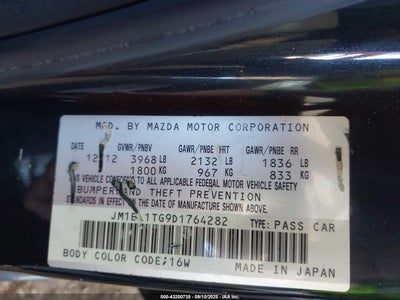 MFD. BY MAZDA MOTOR CORPORATION
DATE GVWR/PNBV GAWR/PNBE FRT GAWR/PNBE RR
12 12 3968 LB 2132 LB 1836 LB
1800 KG 967 KG 833 KG
VEHICLE CONFORMS TO ALL APPLICABLE FEDERAL MOTOR VEHICLE SAFETY
BUMPER AND THEFT PREVENTION
STANDARDS IN EFFECT ON THE DATE OF MANUFACTURE SHOWN ABOVE.
JM1B 1TG9D1764282 TYPE: PASS CAR
BODY COLOR CODE:16W MADE IN JAPAN
000-43200738 - 09/10/2025 - IAA, Inc.